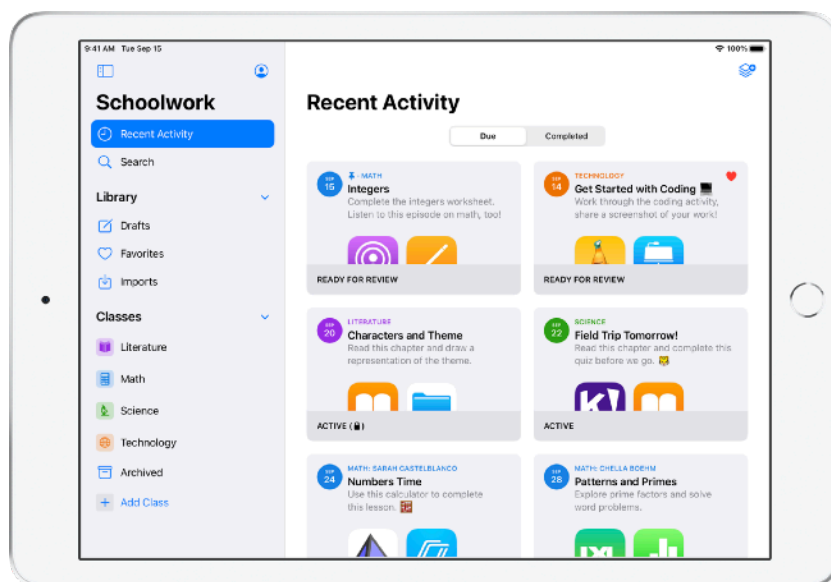 9:41 AM Tue Sep 15
100%
Schoolwork
Recent Activity
Search
Library
Drafts
Favorites
Imports
Classes
Literature
Math
Science
Technology
Archived
Add Class
Recent Activity
Due
Completed
SEP
15
MATH
Integers
Complete the integers worksheet.
Listen to this episode on math, too!
READY FOR REVIEW
SEP
14
TECHNOLOGY
Get Started with Coding
Work through the coding activity,
share a screenshot of your work!
READY FOR REVIEW
SEP
20
LITERATURE
Characters and Theme
Read this chapter and draw a
representation of the theme.
ACTIVE ( )
SEP
22
SCIENCE
Field Trip Tomorrow!
Read this chapter and complete this
quiz before we go.
K!
ACTIVE
SEP
24
MATH: SARAH CASTELBLANCO
Numbers Time
Use this calculator to complete
this lesson.
SEP
28
MATH: CHELLA BOEHM
Patterns and Primes
Explore prime factors and solve
word problems.
IXL